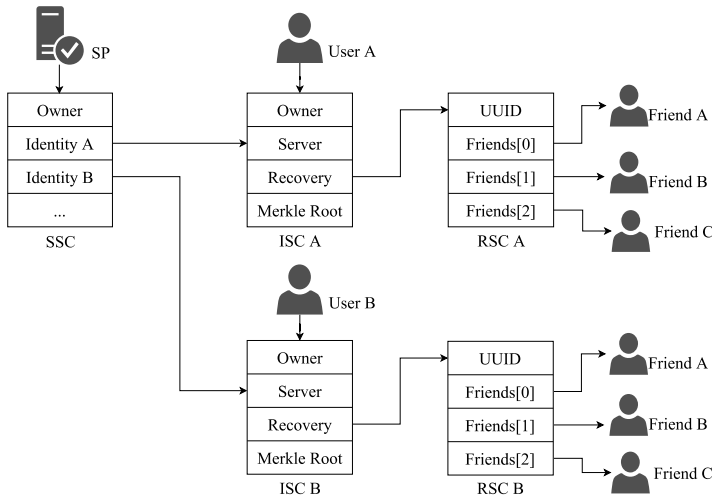 SP
Owner
Identity A
Identity B
...
SSC
User A
Owner
Server
Recovery
Merkle Root
ISC A
UUID
Friends[0]
Friends[1]
Friends[2]
RSC A
Friend A
Friend B
Friend C
User B
Owner
Server
Recovery
Merkle Root
ISC B
UUID
Friends[0]
Friends[1]
Friends[2]
RSC B
Friend A
Friend B
Friend C